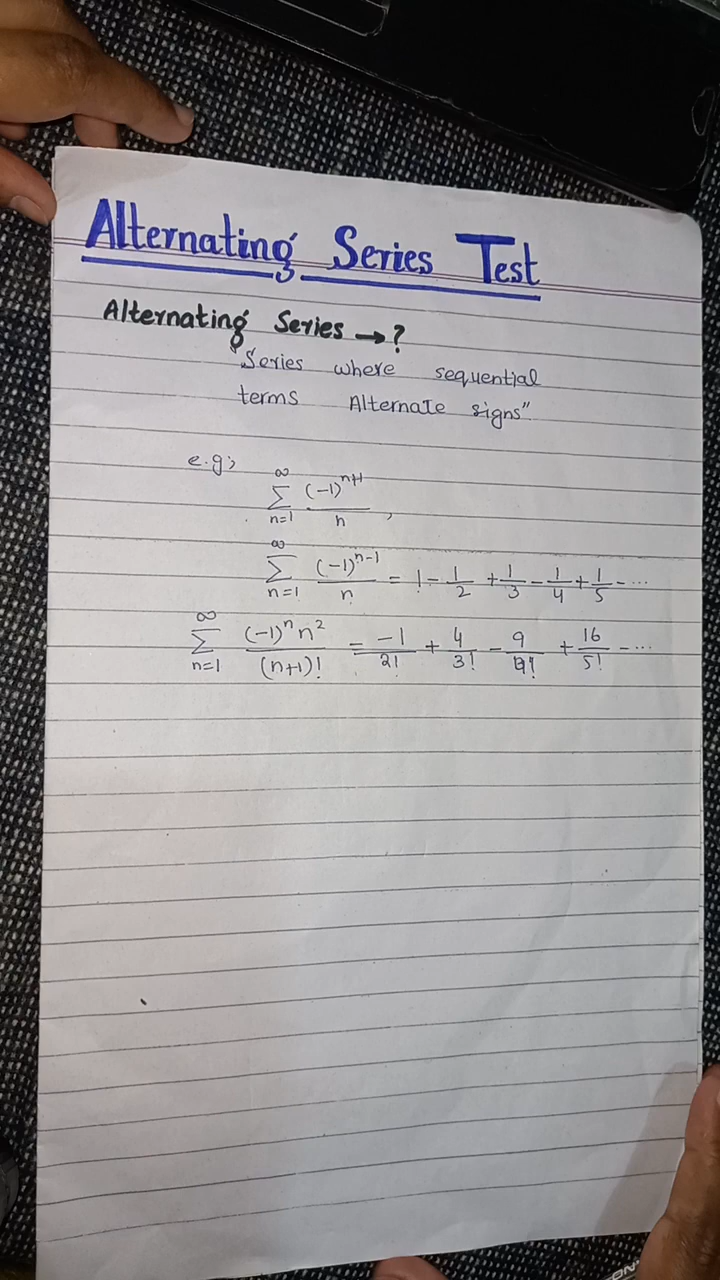 Alternating Series Test
Alternating Series → ?
"Series where sequential
terms Alternate signs"
e.g;
∞ Σ n=1 (-1)^(n+1) / n ,
∞ Σ n=1 (-1)^(n-1) / n = 1 - 1/2 + 1/3 - 1/4 + 1/5 - ...
∞ Σ n=1 (-1)^n n^2 / (n+1)! = -1/2! + 4/3! - 9/4! + 16/5! - ...